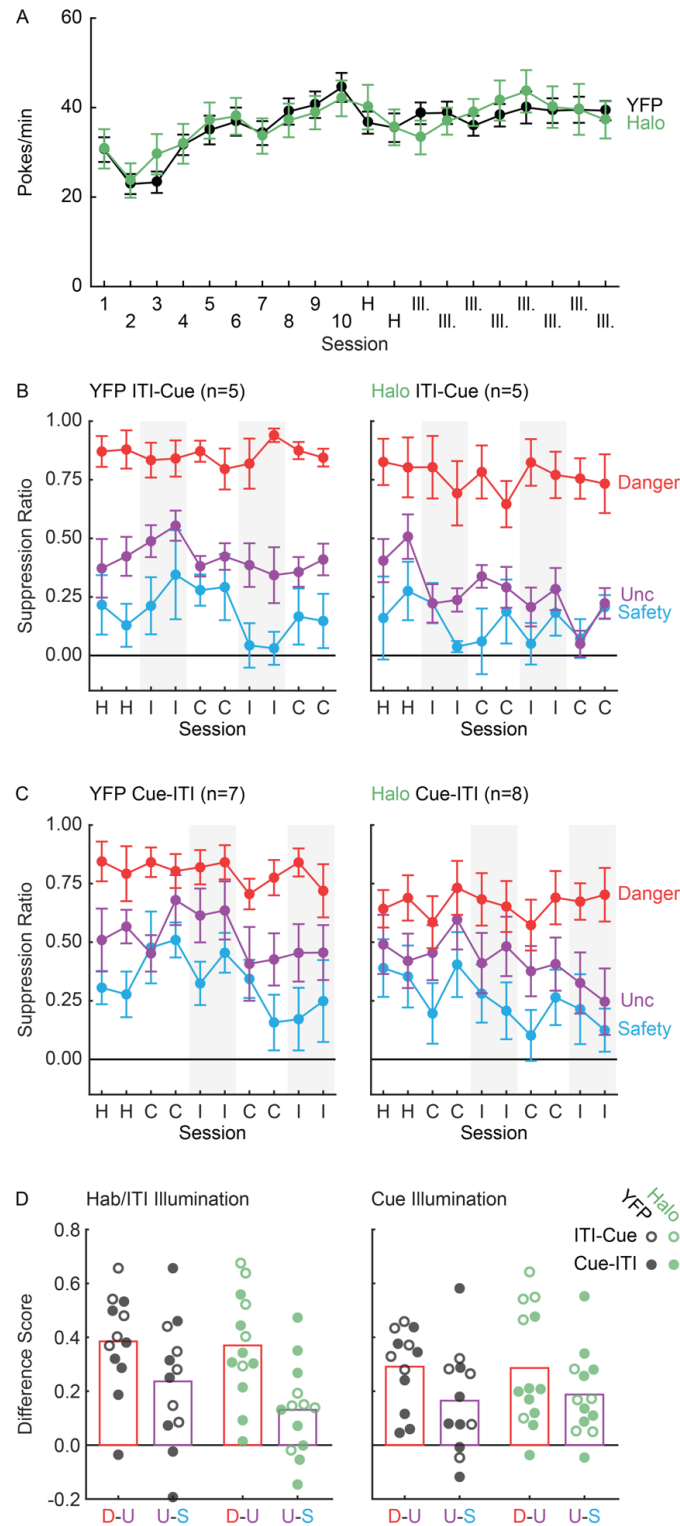 A
60
40
20
0
Pokes/min
YFP
Halo
1 3 5 7 9 H Ill. Ill. Ill. Ill.
2 4 6 8 10 H Ill. Ill. Ill. Ill.
Session
B
YFP ITI-Cue (n=5)
Halo ITI-Cue (n=5)
1.00
0.75
0.50
0.25
0.00
Suppression Ratio
Danger
Unc
Safety
H H I I C C I I C C
Session
H H I I C C I I C C
Session
C
YFP Cue-ITI (n=7)
Halo Cue-ITI (n=8)
1.00
0.75
0.50
0.25
0.00
Suppression Ratio
Danger
Unc
Safety
H H C C I I C C I I
Session
H H C C I I C C I I
Session
D
Hab/ITI Illumination
Cue Illumination
YFP
Halo
ITI-Cue
Cue-ITI
0.8
0.6
0.4
0.2
0.0
-0.2
Difference Score
D-U U-S D-U U-S
D-U U-S D-U U-S